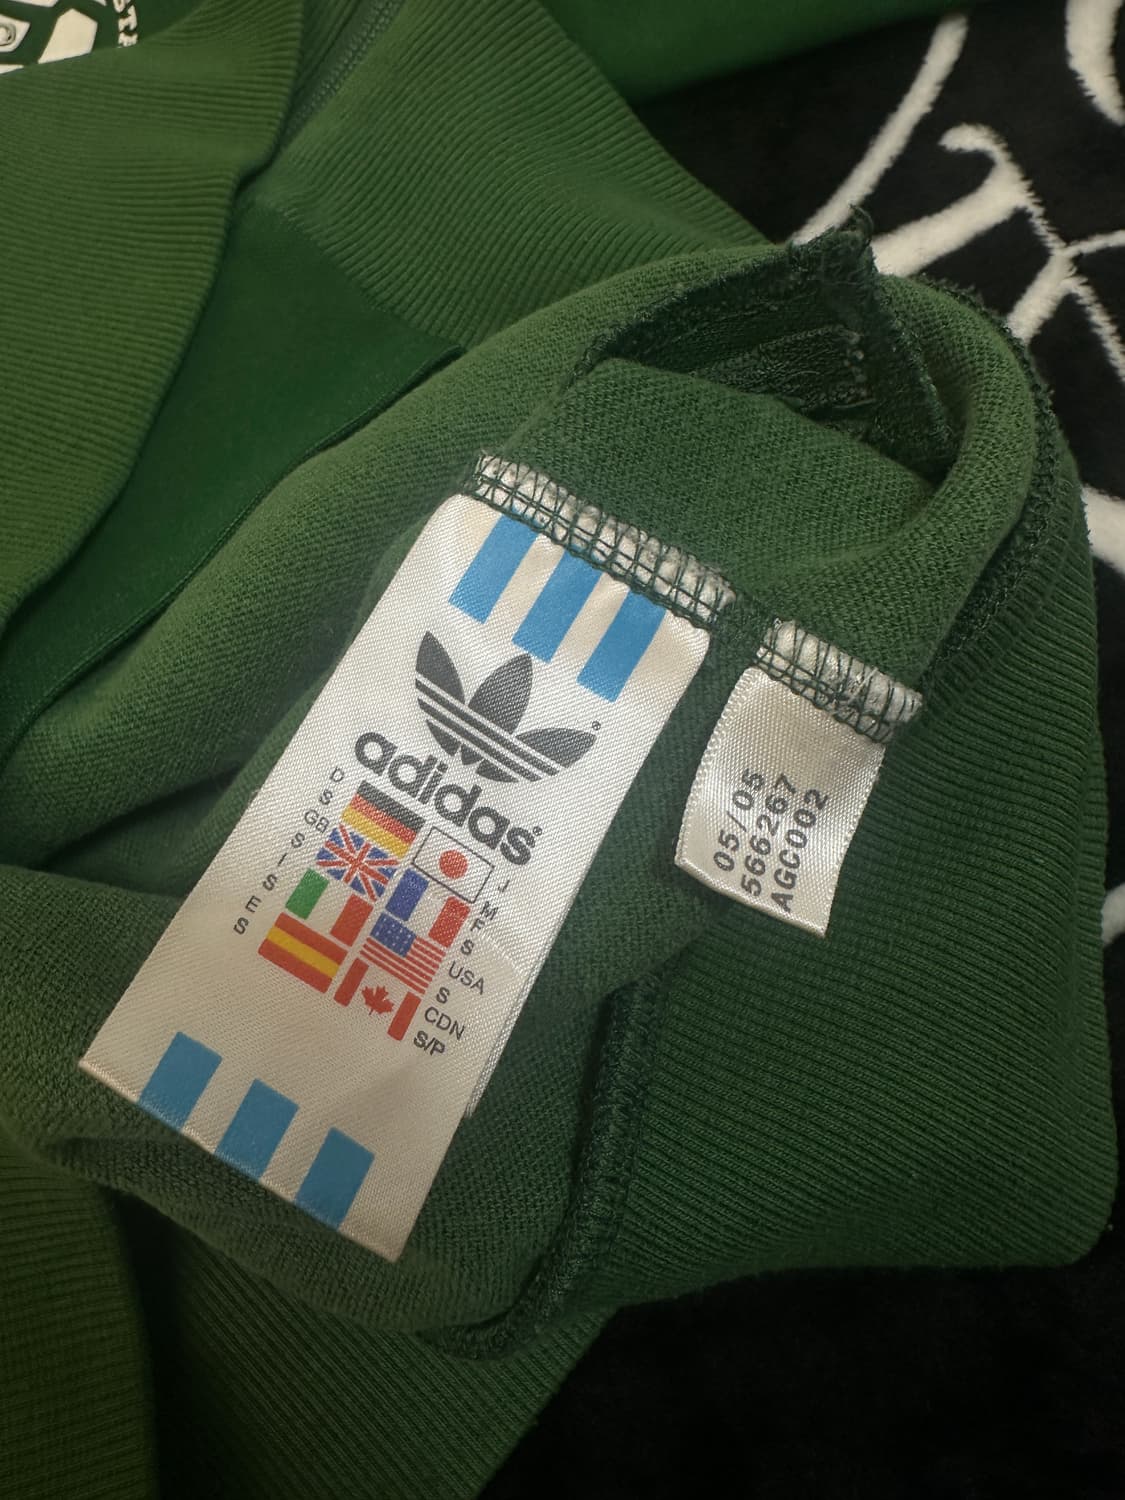 adidas
D S
GB S
I S
E S
J M
F S
USA S
CDN S/P
05/05
566267
AGC002